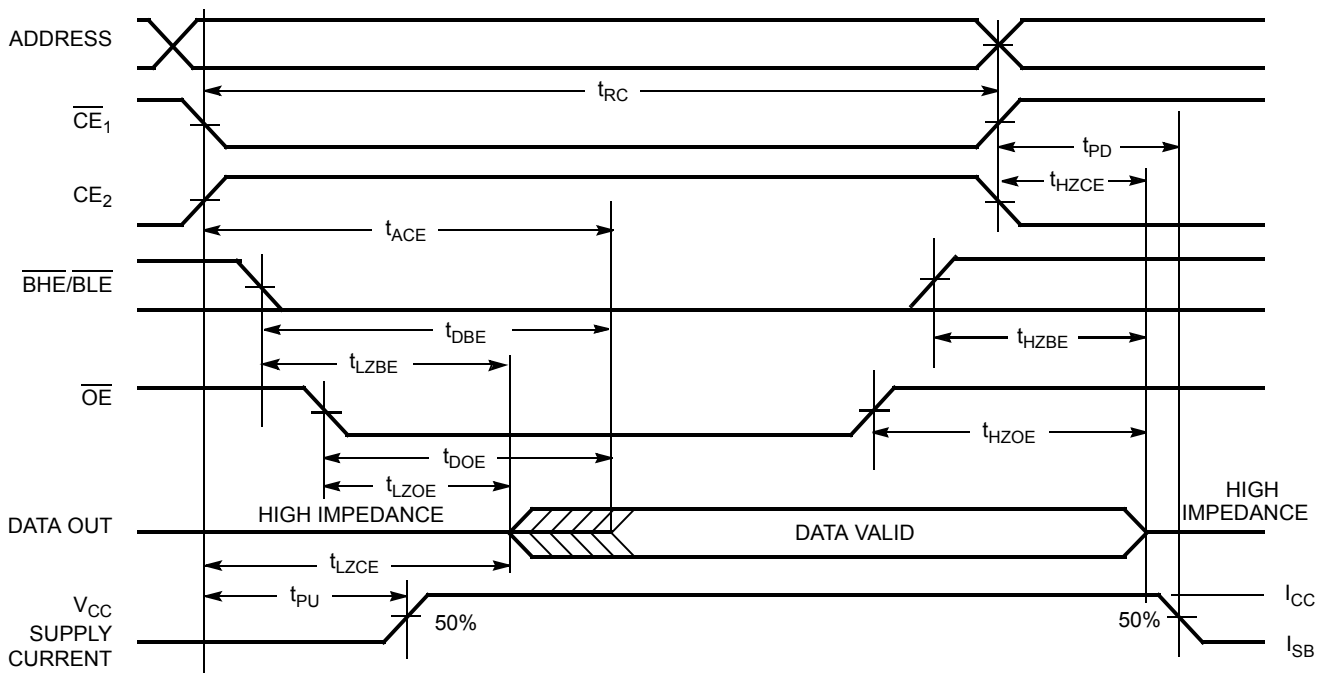 ADDRESS
tRC
CE1
tPD
tHZCE
CE2
tACE
BHE/BLE
tDBE
tHZBE
tLZBE
OE
tHZOE
tDOE
tLZOE
HIGH IMPEDANCE
HIGH
IMPEDANCE
DATA OUT
DATA VALID
tLZCE
tPU
VCC
SUPPLY
CURRENT
50%
50%
ICC
ISB